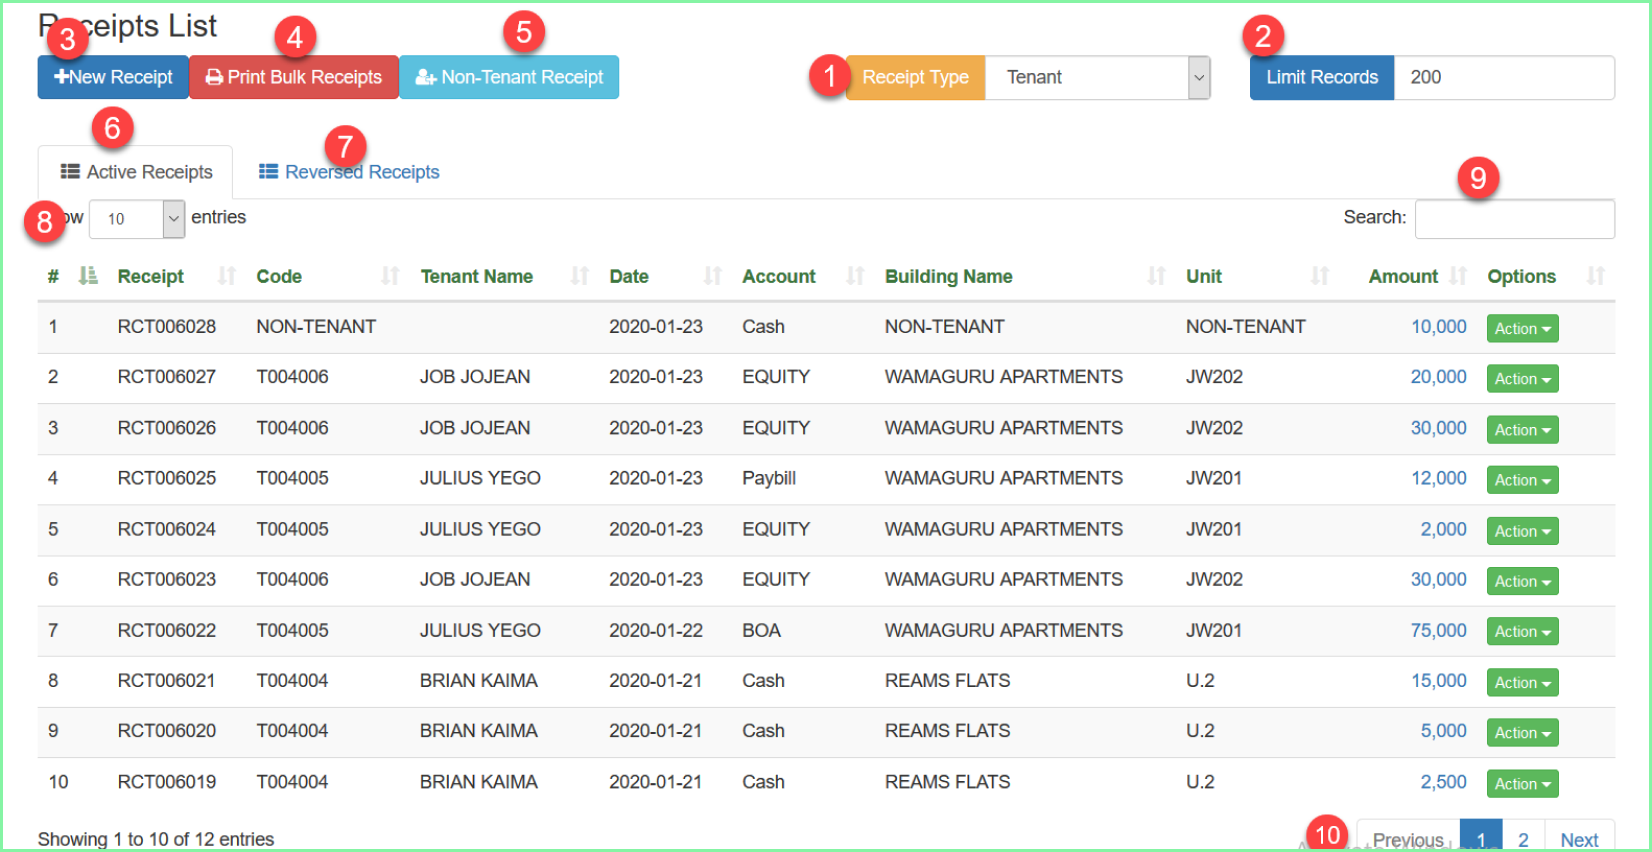 Receipts List
3
4
5
1
2
New Receipt
Print Bulk Receipts
Non-Tenant Receipt
Receipt Type
Tenant
Limit Records
200
6
7
Active Receipts
Reversed Receipts
8
10
entries
9
Search:
# Receipt Code Tenant Name Date Account Building Name Unit Amount Options
1 RCT006028 NON-TENANT 2020-01-23 Cash NON-TENANT NON-TENANT 10,000 Action
2 RCT006027 T004006 JOB JOJEAN 2020-01-23 EQUITY WAMAGURU APARTMENTS JW202 20,000 Action
3 RCT006026 T004006 JOB JOJEAN 2020-01-23 EQUITY WAMAGURU APARTMENTS JW202 30,000 Action
4 RCT006025 T004005 JULIUS YEGO 2020-01-23 Paybill WAMAGURU APARTMENTS JW201 12,000 Action
5 RCT006024 T004005 JULIUS YEGO 2020-01-23 EQUITY WAMAGURU APARTMENTS JW201 2,000 Action
6 RCT006023 T004006 JOB JOJEAN 2020-01-23 EQUITY WAMAGURU APARTMENTS JW202 30,000 Action
7 RCT006022 T004005 JULIUS YEGO 2020-01-22 BOA WAMAGURU APARTMENTS JW201 75,000 Action
8 RCT006021 T004004 BRIAN KAIMA 2020-01-21 Cash REAMS FLATS U.2 15,000 Action
9 RCT006020 T004004 BRIAN KAIMA 2020-01-21 Cash REAMS FLATS U.2 5,000 Action
10 RCT006019 T004004 BRIAN KAIMA 2020-01-21 Cash REAMS FLATS U.2 2,500 Action
Showing 1 to 10 of 12 entries
10
Previous 1 2 Next